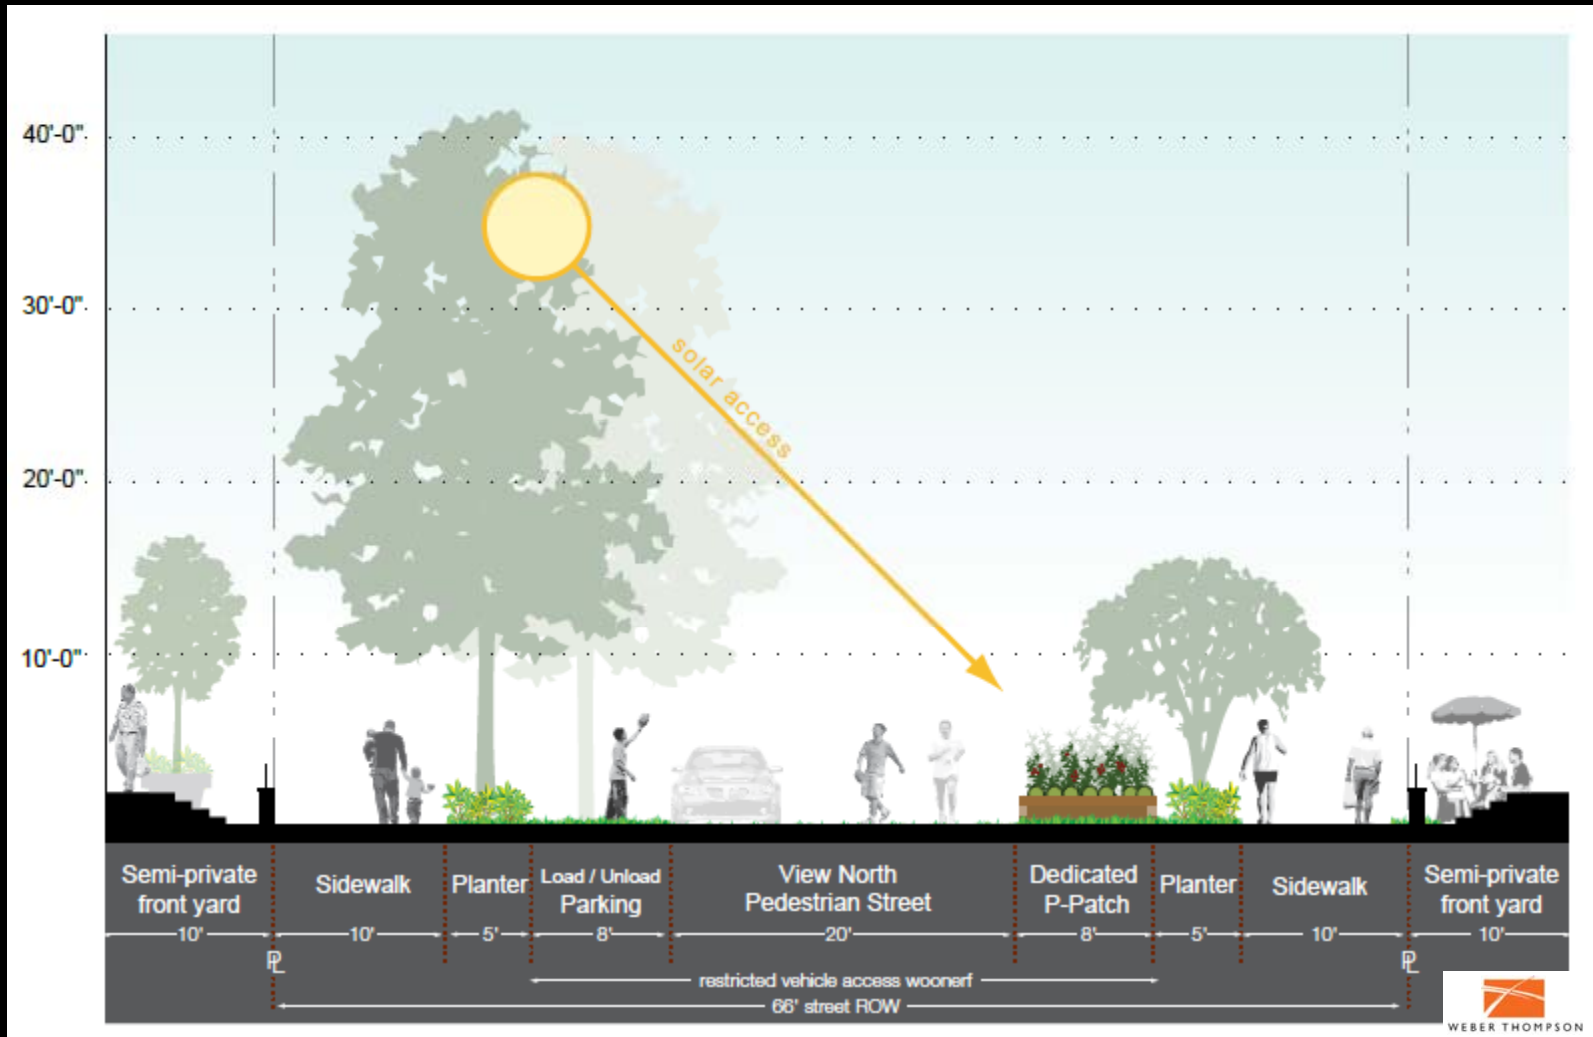 40'-0"
30'-0"
20'-0"
10'-0"
solar access
Semi-private
front yard
10'
Sidewalk
10'
Planter
5'
Load / Unload
Parking
8'
View North
Pedestrian Street
20'
Dedicated
P-Patch
8'
Planter
5'
Sidewalk
10'
Semi-private
front yard
10'
PL
PL
restricted vehicle access woonerf
66' street ROW
WEBER THOMPSON